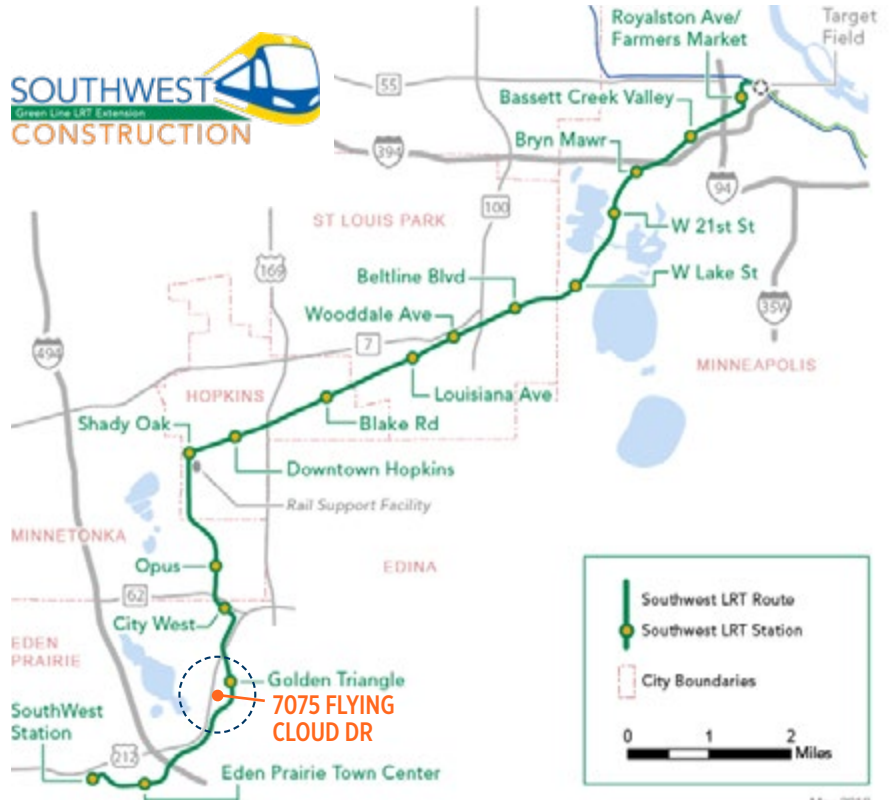 SOUTHWEST
Green Line LRT Extension
CONSTRUCTION
Royalston Ave/
Farmers Market
Target
Field
55
Bassett Creek Valley
Bryn Mawr
394
94
100
ST LOUIS PARK
W 21st St
169
Beltline Blvd
W Lake St
Wooddale Ave
35W
494
7
MINNEAPOLIS
HOPKINS
Louisiana Ave
Shady Oak
Blake Rd
Downtown Hopkins
Rail Support Facility
MINNETONKA
Opus
EDINA
62
City West
EDEN
PRAIRIE
Golden Triangle
7075 FLYING
CLOUD DR
SouthWest
Station
212
Eden Prairie Town Center
Southwest LRT Route
Southwest LRT Station
City Boundaries
0 1 2
Miles